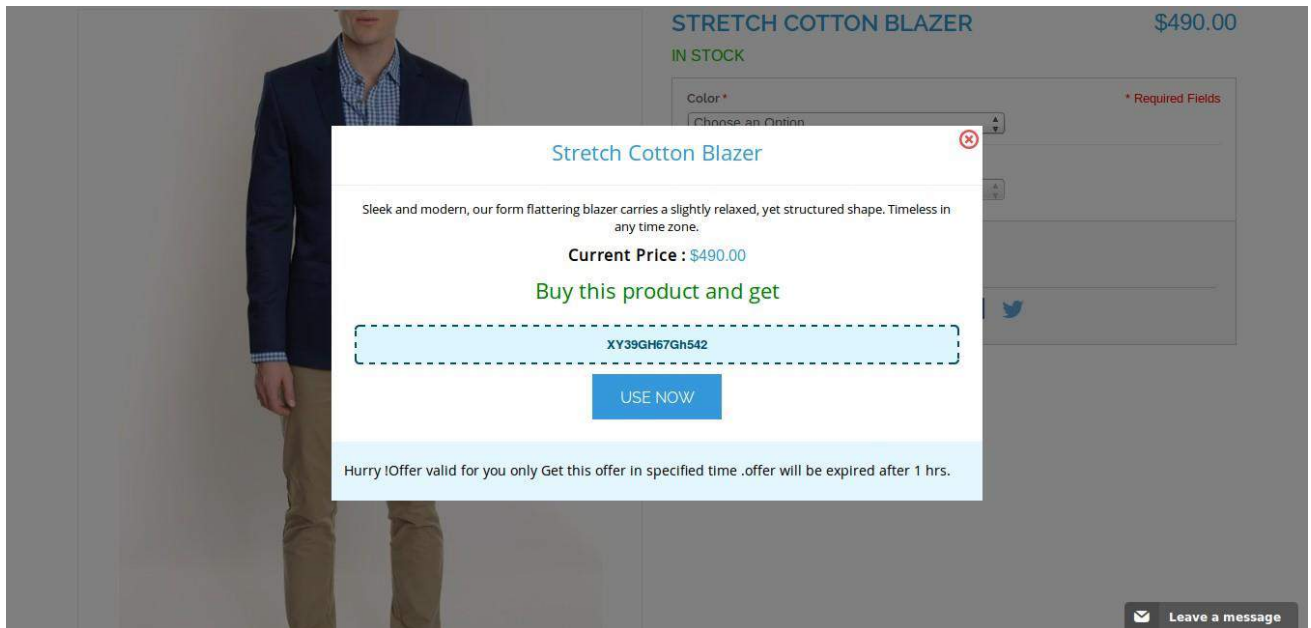 STRETCH COTTON BLAZER
$490.00
IN STOCK
Color *
* Required Fields
Choose an Option
Stretch Cotton Blazer
Sleek and modern, our form flattering blazer carries a slightly relaxed, yet structured shape. Timeless in
any time zone.
Current Price : $490.00
Buy this product and get
XY39GH67Gh542
USE NOW
Hurry !Offer valid for you only Get this offer in specified time .offer will be expired after 1 hrs.
Leave a message